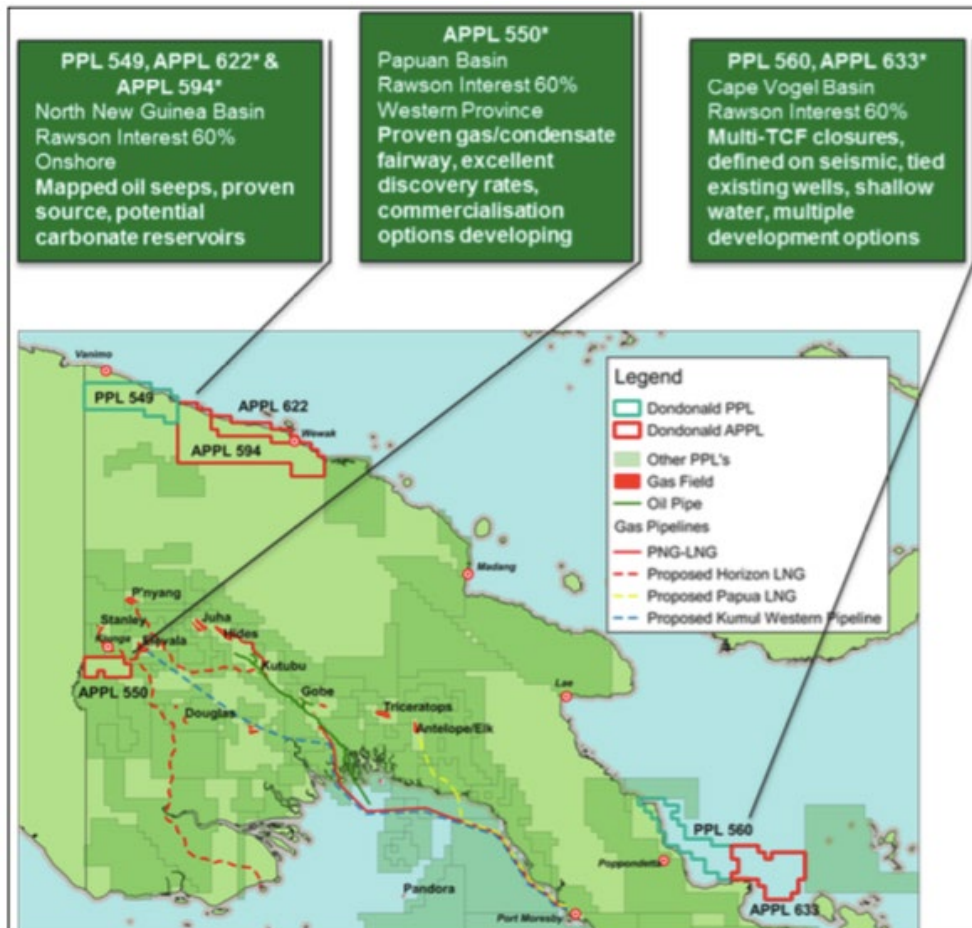 PPL 549, APPL 622* &
APPL 594*
North New Guinea Basin
Rawson Interest 60%
Onshore
Mapped oil seeps, proven
source, potential
carbonate reservoirs
APPL 550*
Papuan Basin
Rawson Interest 60%
Western Province
Proven gas/condensate
fairway, excellent
discovery rates,
commercialisation
options developing
PPL 560, APPL 633*
Cape Vogel Basin
Rawson Interest 60%
Multi-TCF closures,
defined on seismic, tied
existing wells, shallow
water, multiple
development options
Vanimo
PPL 549
APPL 622
Wewak
APPL 594
Legend
Dondonald PPL
Dondonald APPL
Other PPL's
Gas Field
Oil Pipe
Gas Pipelines
PNG-LNG
Proposed Horizon LNG
Proposed Papua LNG
Proposed Kumul Western Pipeline
Madang
P'nyang
Stanley
Juha
Kiunga
Elevala
Hides
Kutubu
APPL 550
Gobe
Lae
Douglas
Triceratops
Antelope/Elk
PPL 560
Poppondetta
Pandora
APPL 633
Port Moresby